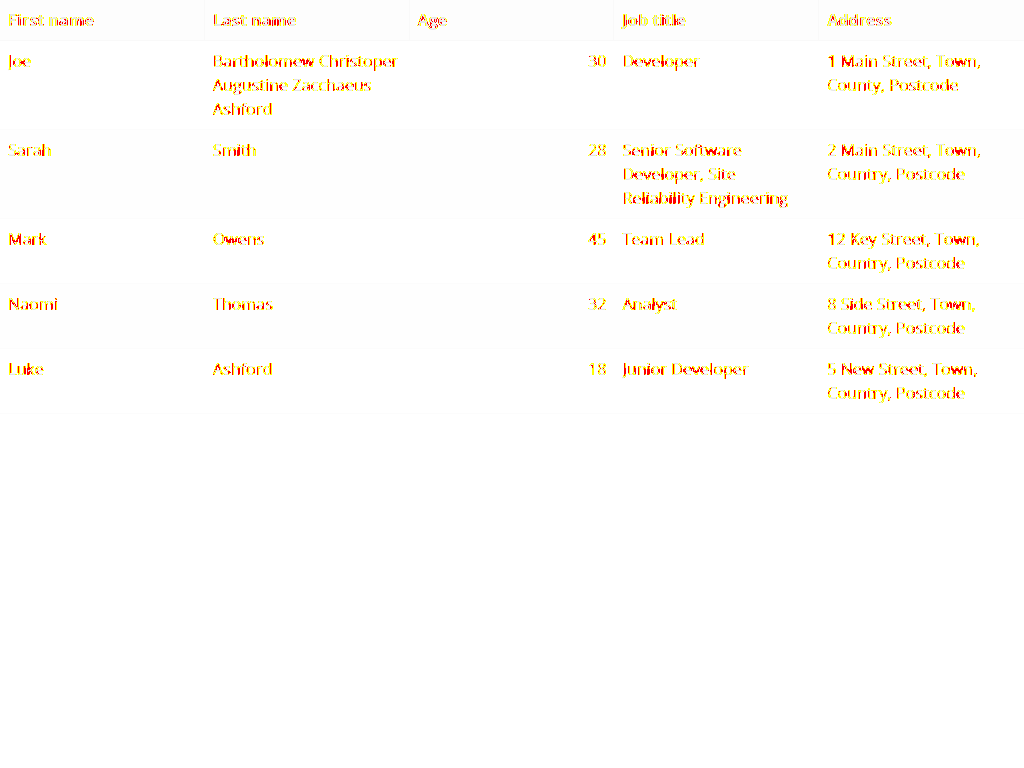 First name Last name Age Job title Address
Joe Bartholomew Christoper 30 Developer 1 Main Street, Town,
Augustine Zacchaeus County, Postcode
Ashford
Sarah Smith 28 Senior Software 2 Main Street, Town,
Developer, Site Country, Postcode
Reliability Engineering
Mark Owens 45 Team Lead 12 Key Street, Town,
Country, Postcode
Naomi Thomas 32 Analyst 8 Side Street, Town,
Country, Postcode
Luke Ashford 18 Junior Developer 5 New Street, Town,
Country, Postcode